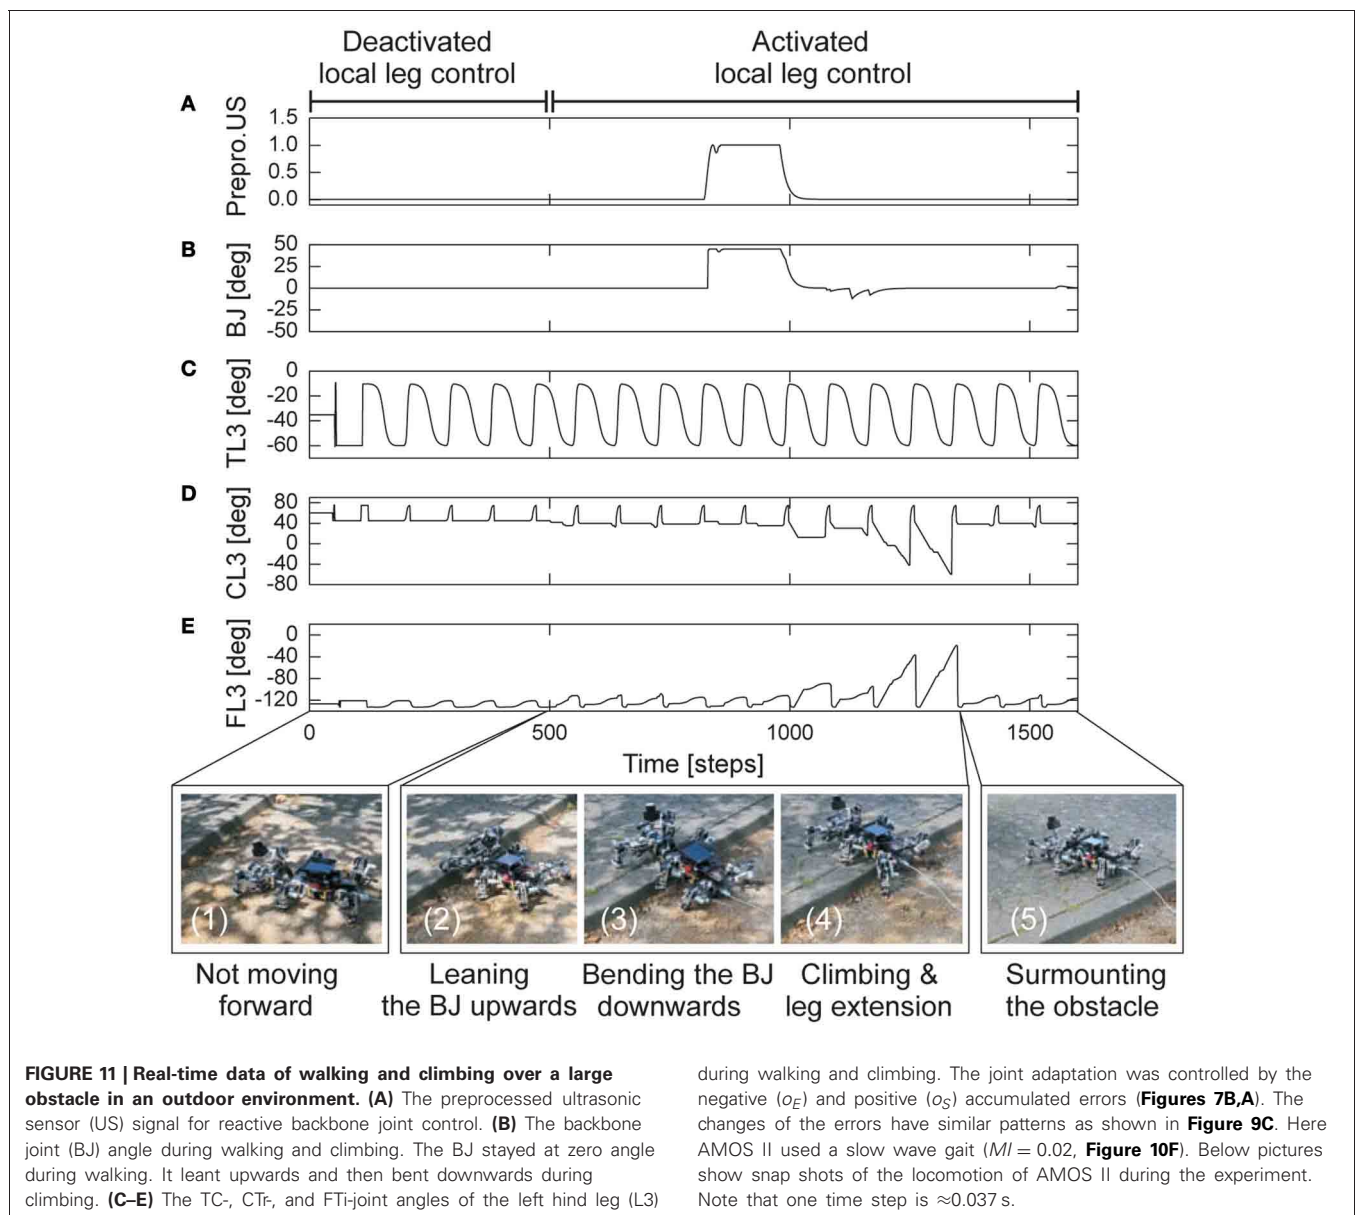 Deactivated
local leg control
Activated
local leg control
A
Prepro.US
1.5
1.0
0.5
0.0
B
BJ [deg]
50
25
0
-25
-50
C
TL3 [deg]
0
-20
-40
-60
D
CL3 [deg]
80
40
0
-40
-80
E
FL3 [deg]
0
-40
-80
-120
0 500 1000 1500
Time [steps]
(1) (2) (3) (4) (5)
Not moving
forward
Leaning
the BJ upwards
Bending the BJ
downwards
Climbing &
leg extension
Surmounting
the obstacle
FIGURE 11 | Real-time data of walking and climbing over a large
obstacle in an outdoor environment. (A) The preprocessed ultrasonic
sensor (US) signal for reactive backbone joint control. (B) The backbone
joint (BJ) angle during walking and climbing. The BJ stayed at zero angle
during walking. It leant upwards and then bent downwards during
climbing. (C–E) The TC-, CTr-, and FTi-joint angles of the left hind leg (L3)
during walking and climbing. The joint adaptation was controlled by the
negative (oE) and positive (oS) accumulated errors (Figures 7B,A). The
changes of the errors have similar patterns as shown in Figure 9C. Here
AMOS II used a slow wave gait (MI = 0.02, Figure 10F). Below pictures
show snap shots of the locomotion of AMOS II during the experiment.
Note that one time step is ≈0.037 s.